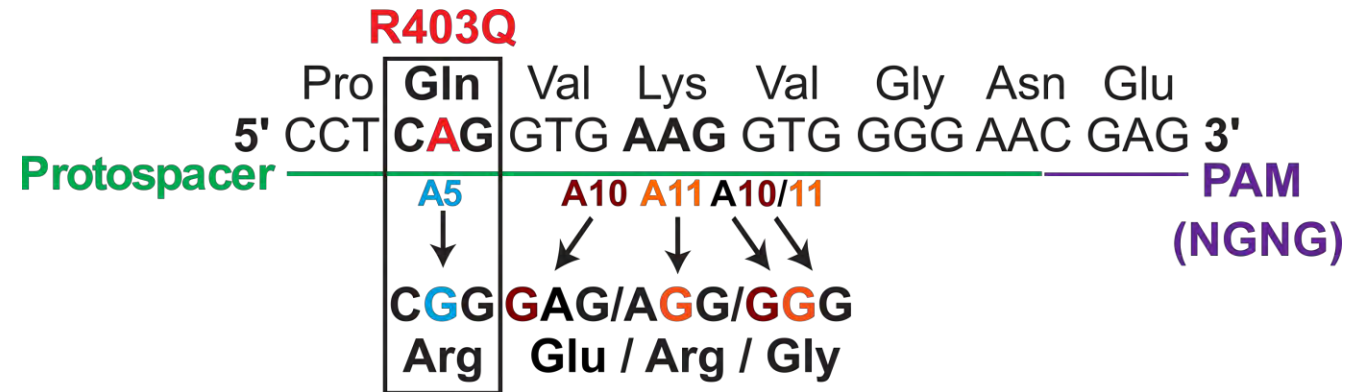 R403Q
Pro Gln Val Lys Val Gly Asn Glu
5' CCT CAG GTG AAG GTG GGG AAC GAG 3'
Protospacer
PAM
A5 A10 A11 A10/11
(NGNG)
CGG GAG/AGG/GGG
Arg Glu / Arg / Gly